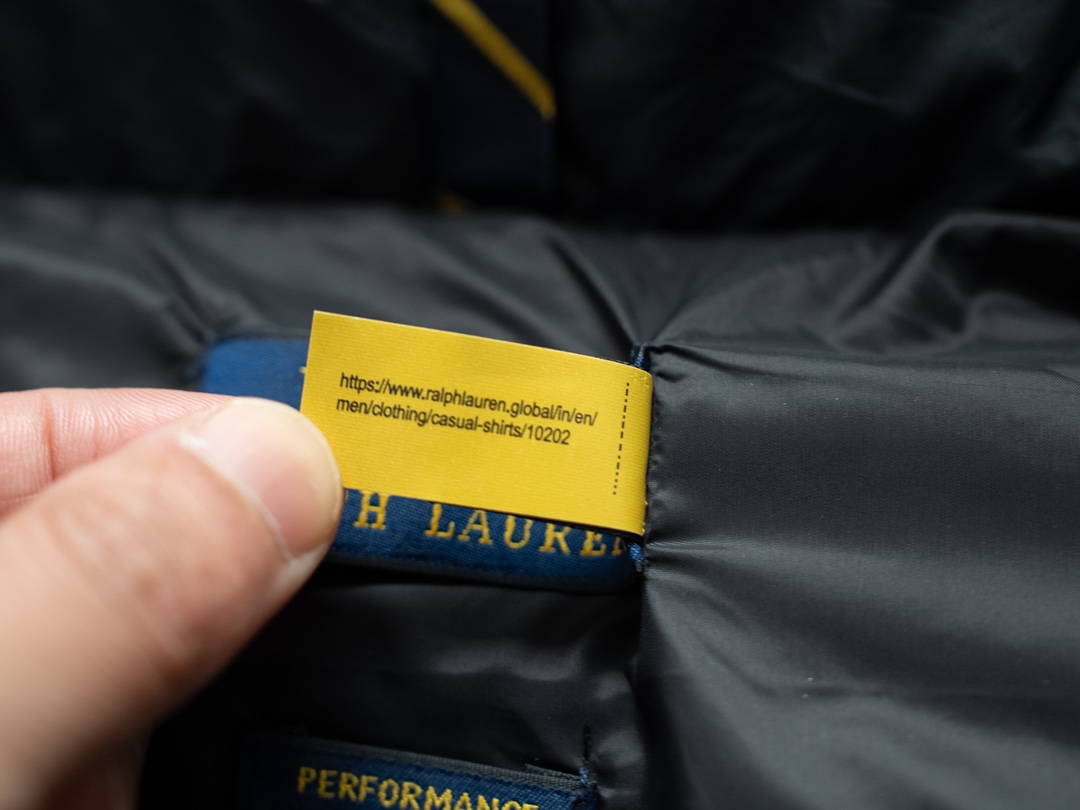 https://www.ralphlauren.global/in/en/
men/clothing/casual-shirts/10202
H LAUREN
PERFORMANCE